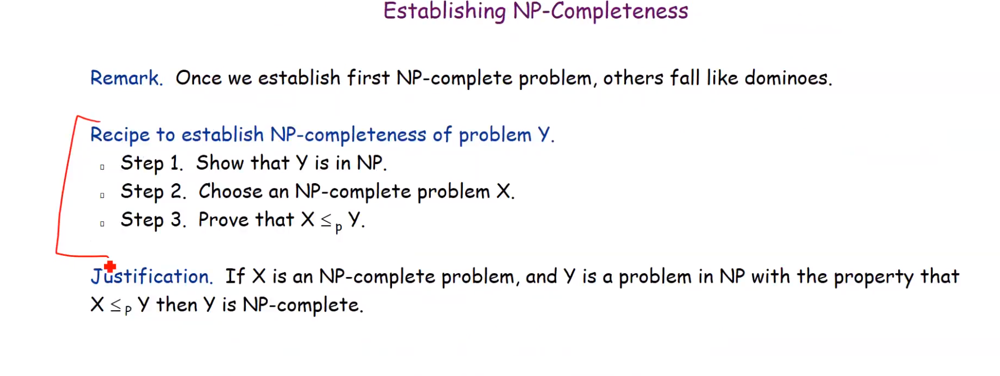 Establishing NP-Completeness
Remark. Once we establish first NP-complete problem, others fall like dominoes.
Recipe to establish NP-completeness of problem Y.
Step 1. Show that Y is in NP.
Step 2. Choose an NP-complete problem X.
Step 3. Prove that X ≤ p Y.
Justification. If X is an NP-complete problem, and Y is a problem in NP with the property that
X ≤ P Y then Y is NP-complete.